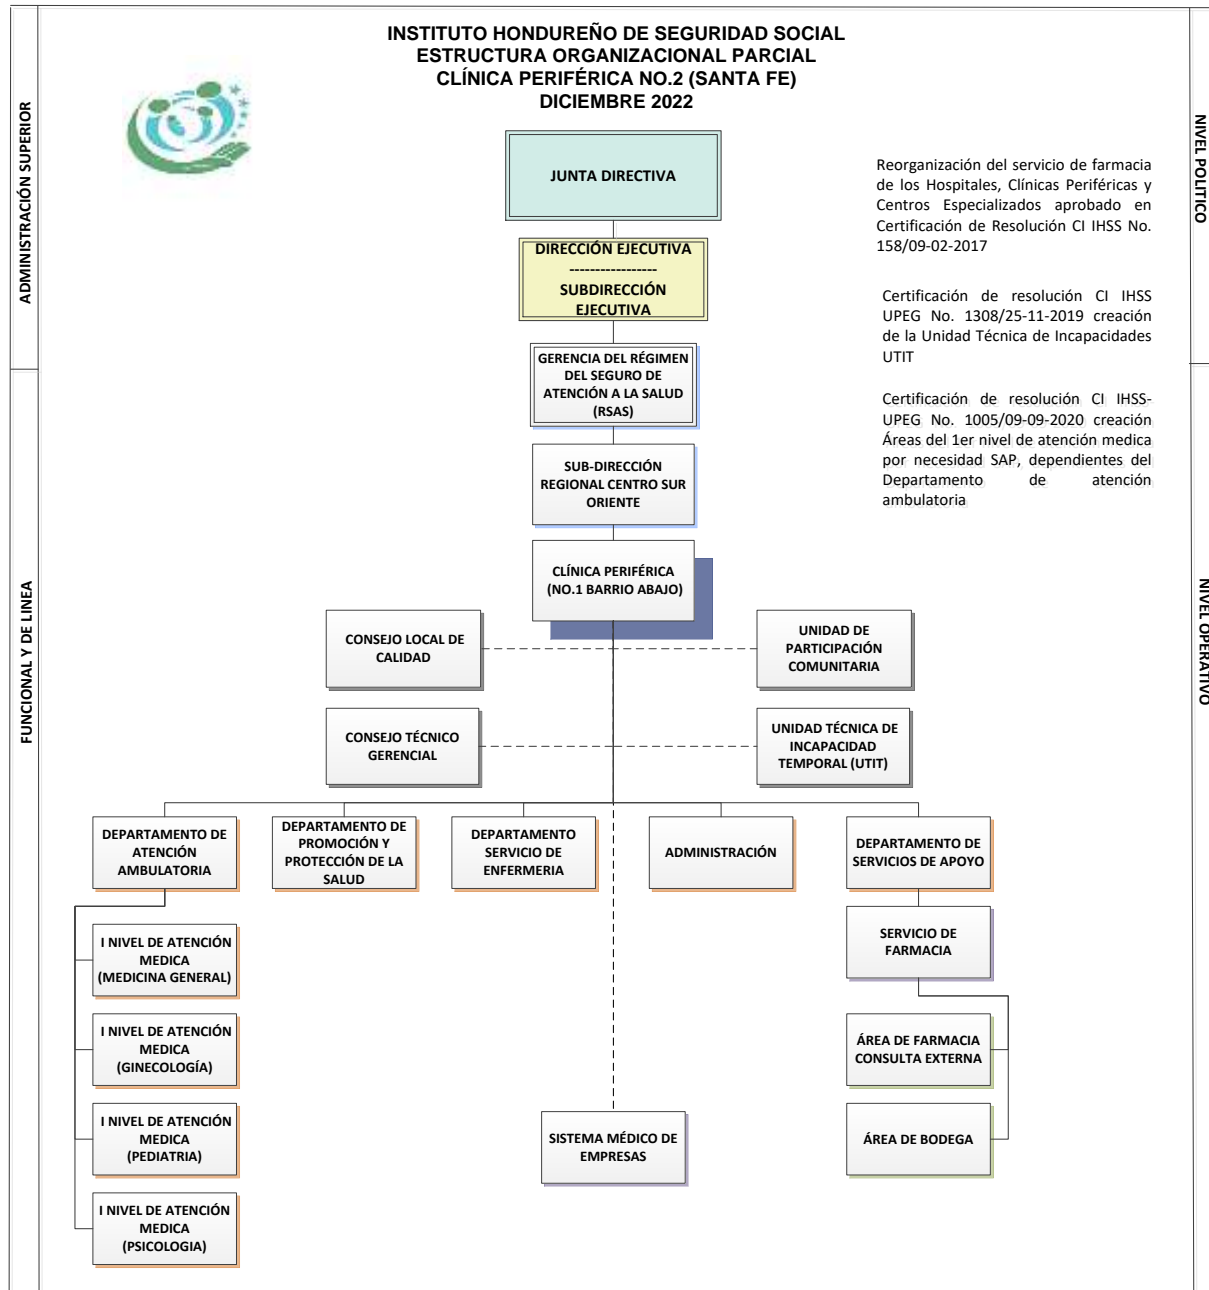 INSTITUTO HONDUREÑO DE SEGURIDAD SOCIAL
ESTRUCTURA ORGANIZACIONAL PARCIAL
CLÍNICA PERIFÉRICA NO.2 (SANTA FE)
DICIEMBRE 2022
ADMINISTRACIÓN SUPERIOR
NIVEL POLITICO
JUNTA DIRECTIVA
Reorganización del servicio de farmacia
de los Hospitales, Clínicas Periféricas y
Centros Especializados aprobado en
Certificación de Resolución CI IHSS No.
158/09-02-2017
DIRECCIÓN EJECUTIVA
-----------------
SUBDIRECCIÓN
EJECUTIVA
Certificación de resolución CI IHSS
UPEG No. 1308/25-11-2019 creación
de la Unidad Técnica de Incapacidades
UTIT
GERENCIA DEL RÉGIMEN
DEL SEGURO DE
ATENCIÓN A LA SALUD
(RSAS)
Certificación de resolución CI IHSS-
UPEG No. 1005/09-09-2020 creación
Áreas del 1er nivel de atención medica
por necesidad SAP, dependientes del
Departamento de atención
ambulatoria
FUNCIONAL Y DE LINEA
NIVEL OPERATIVO
SUB-DIRECCIÓN
REGIONAL CENTRO SUR
ORIENTE
CLÍNICA PERIFÉRICA
(NO.1 BARRIO ABAJO)
CONSEJO LOCAL DE
CALIDAD
UNIDAD DE
PARTICIPACIÓN
COMUNITARIA
CONSEJO TÉCNICO
GERENCIAL
UNIDAD TÉCNICA DE
INCAPACIDAD
TEMPORAL (UTIT)
DEPARTAMENTO DE
ATENCIÓN
AMBULATORIA
DEPARTAMENTO DE
PROMOCIÓN Y
PROTECCIÓN DE LA
SALUD
DEPARTAMENTO
SERVICIO DE
ENFERMERIA
ADMINISTRACIÓN
DEPARTAMENTO DE
SERVICIOS DE APOYO
I NIVEL DE ATENCIÓN
MEDICA
(MEDICINA GENERAL)
SERVICIO DE
FARMACIA
I NIVEL DE ATENCIÓN
MEDICA
(GINECOLOGÍA)
ÁREA DE FARMACIA
CONSULTA EXTERNA
I NIVEL DE ATENCIÓN
MEDICA
(PEDIATRIA)
SISTEMA MÉDICO DE
EMPRESAS
ÁREA DE BODEGA
I NIVEL DE ATENCIÓN
MEDICA
(PSICOLOGIA)